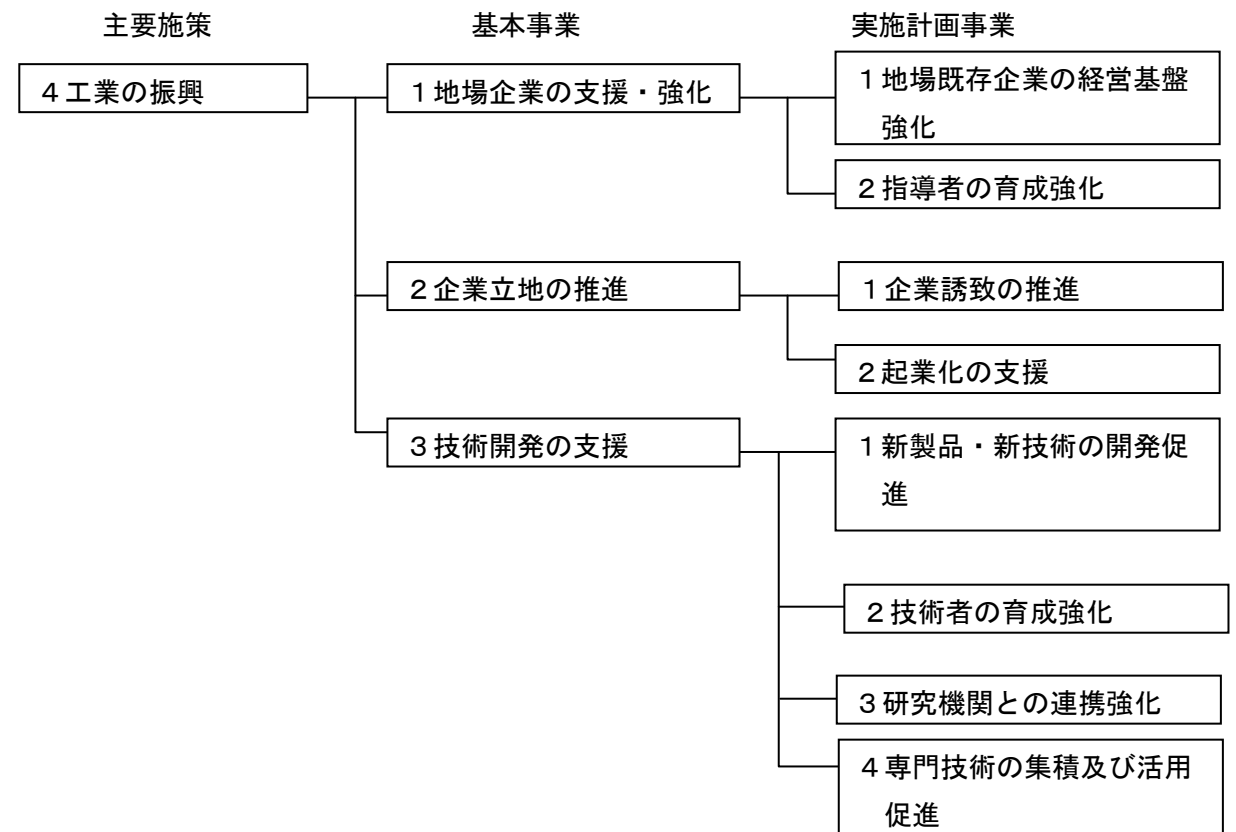 主要施策 基本事業 実施計画事業
4工業の振興
1地場企業の支援・強化
1地場既存企業の経営基盤
強化
2指導者の育成強化
2企業立地の推進
1企業誘致の推進
2起業化の支援
3技術開発の支援
1新製品・新技術の開発促
進
2技術者の育成強化
3研究機関との連携強化
4専門技術の集積及び活用
促進